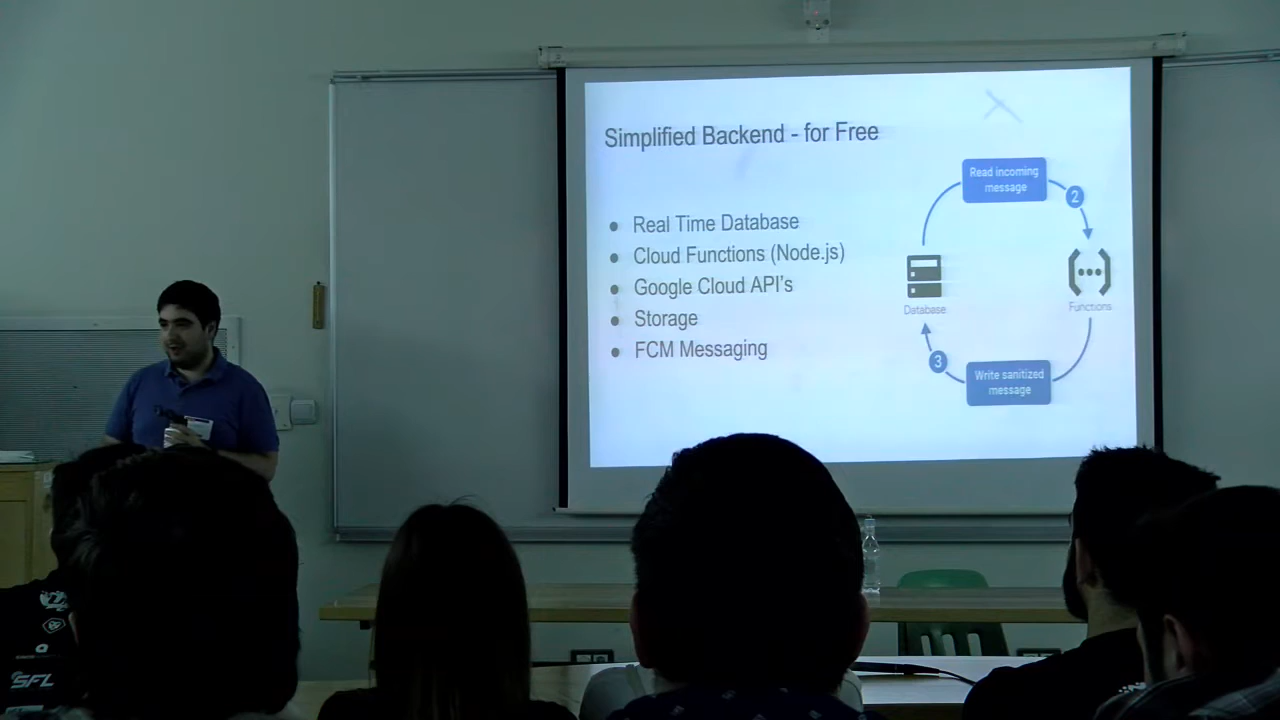 Simplified Backend - for Free
Real Time Database
Cloud Functions (Node.js)
Google Cloud API's
Storage
FCM Messaging
Read incoming
message
2
Database
Functions
3
Write sanitized
message
SFL